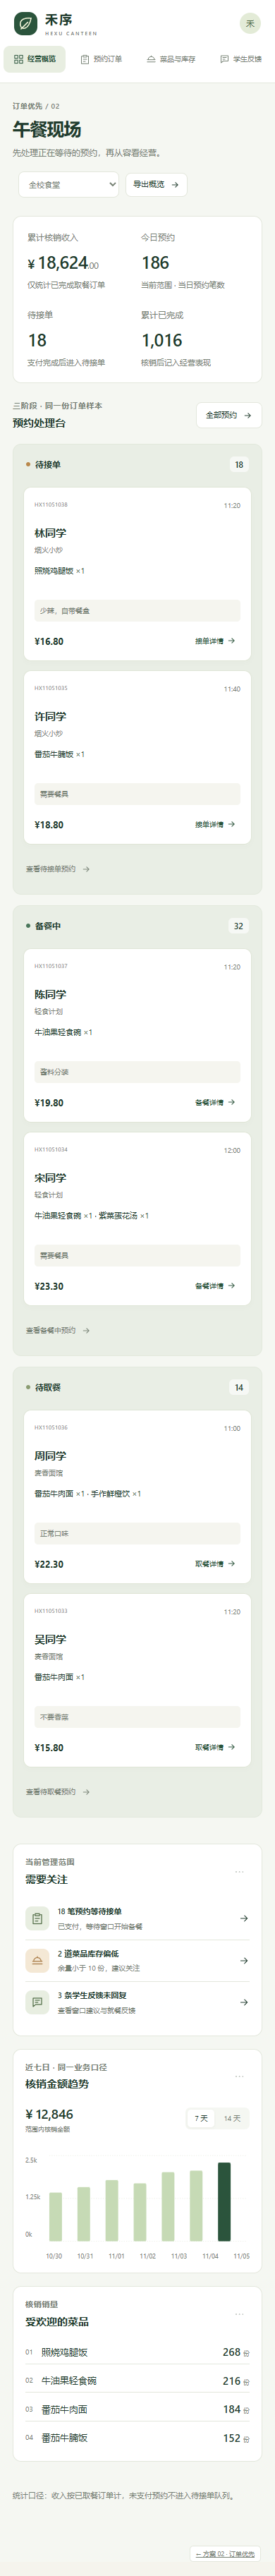 禾序
HEXU CANTEEN
禾
经营概览
预约订单
菜品与库存
学生反馈
订单优先 / 02
午餐现场
先处理正在等待的预约，再从容看经营。
全校食堂
导出概览 →
累计核销收入
¥ 18,624.00
仅统计已完成取餐订单
今日预约
186
当前范围 · 当日预约笔数
待接单
18
支付完成后进入待接单
累计已完成
1,016
核销后记入经营表现
三阶段 · 同一份订单样本
预约处理台
全部预约 →
待接单
18
HX11051038
11:20
林同学
烟火小炒
照烧鸡腿饭 ×1
少辣，自带餐盒
¥16.80
接单详情 →
HX11051035
11:40
许同学
烟火小炒
番茄牛腩饭 ×1
需要餐具
¥18.80
接单详情 →
查看待接单预约 →
备餐中
32
HX11051037
11:20
陈同学
轻食计划
牛油果轻食碗 ×1
酱料分装
¥19.80
备餐详情 →
HX11051034
12:00
宋同学
轻食计划
牛油果轻食碗 ×1 · 紫菜蛋花汤 ×1
需要餐具
¥23.30
备餐详情 →
查看备餐中预约 →
待取餐
14
HX11051036
11:00
周同学
麦香面馆
番茄牛肉面 ×1 · 手作鲜橙饮 ×1
正常口味
¥22.30
取餐详情 →
HX11051033
11:20
吴同学
麦香面馆
番茄牛肉面 ×1
不要香菜
¥15.80
取餐详情 →
查看待取餐预约 →
当前管理范围
需要关注
18 笔预约等待接单
已支付，等待窗口开始备餐
2 道菜品库存偏低
余量小于 10 份，建议关注
3 条学生反馈未回复
查看窗口建议与就餐反馈
近七日 · 同一业务口径
核销金额趋势
¥ 12,846
范围内核销金额
7 天
14 天
2.5k
1.25k
0k
10/30
10/31
11/01
11/02
11/03
11/04
11/05
核销销量
受欢迎的菜品
01 照烧鸡腿饭 268 份
02 牛油果轻食碗 216 份
03 番茄牛肉面 184 份
04 番茄牛腩饭 152 份
统计口径：收入按已取餐订单计，未支付预约不进入待接单队列。
← 方案 02 · 订单优先